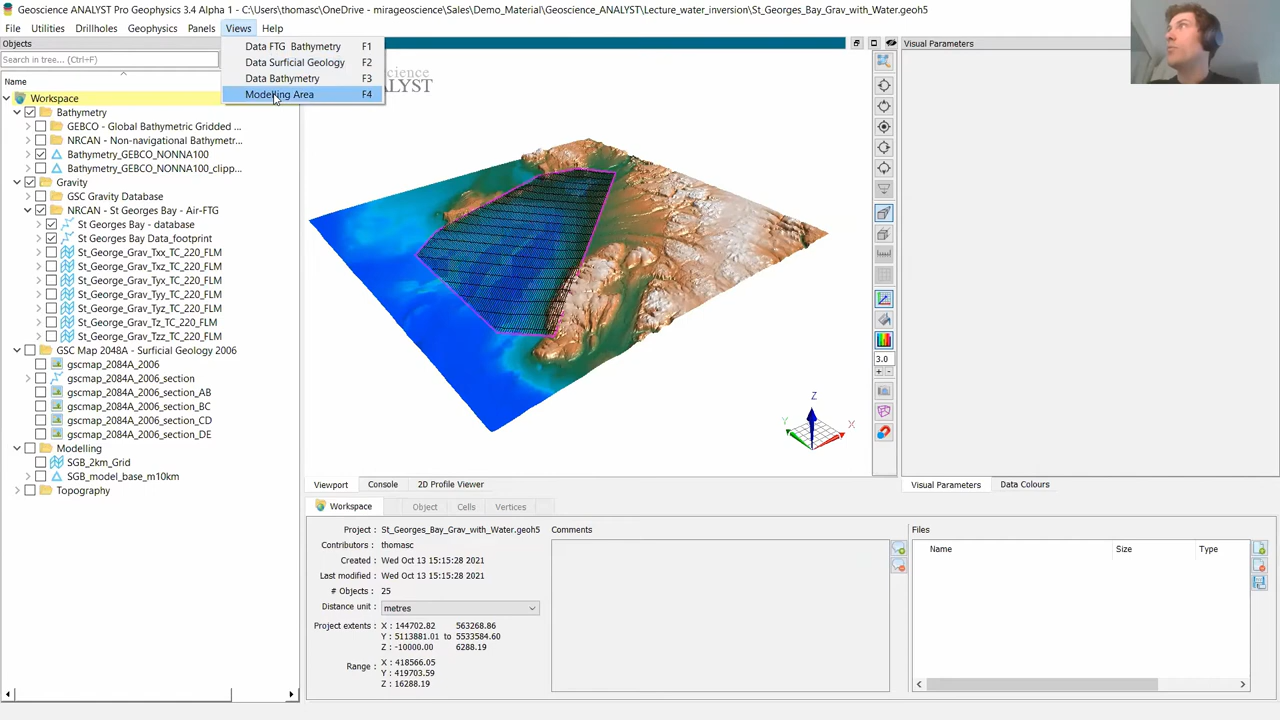 Geoscience ANALYST Pro Geophysics 3.4 Alpha 1 - C:\Users\thomasc\OneDrive - mirageoscience\Sales\Demo_Material\Geoscience_ANALYST\Lecture_water_inversion\St_Georges_Bay_Grav_with_Water.geoh5
File Utilities Drillholes Geophysics Panels Views Help
Objects
Search in tree... (Ctrl+F)
Name
Workspace
Bathymetry
GEBCO - Global Bathymetric Gridded ...
NRCAN - Non-navigational Bathymetr...
Bathymetry_GEBCO_NONNA100
Bathymetry_GEBCO_NONNA100_clipp...
Gravity
GSC Gravity Database
NRCAN - St Georges Bay - Air-FTG
St Georges Bay - database
St Georges Bay Data_footprint
St_George_Grav_Txx_TC_220_FLM
St_George_Grav_Txz_TC_220_FLM
St_George_Grav_Tyx_TC_220_FLM
St_George_Grav_Tyy_TC_220_FLM
St_George_Grav_Tyz_TC_220_FLM
St_George_Grav_Tz_TC_220_FLM
St_George_Grav_Tzz_TC_220_FLM
GSC Map 2048A - Surficial Geology 2006
gscmap_2084A_2006
gscmap_2084A_2006_section
gscmap_2084A_2006_section_AB
gscmap_2084A_2006_section_BC
gscmap_2084A_2006_section_CD
gscmap_2084A_2006_section_DE
Modelling
SGB_2km_Grid
SGB_model_base_m10km
Topography
Data FTG Bathymetry F1
Data Surficial Geology F2
Data Bathymetry F3
Modelling Area F4
science
ANALYST
Z
Y
X
3.0
+ -
Visual Parameters
Viewport Console 2D Profile Viewer
Visual Parameters Data Colours
Workspace Object Cells Vertices
Project : St_Georges_Bay_Grav_with_Water.geoh5
Contributors : thomasc
Created : Wed Oct 13 15:15:28 2021
Last modified : Wed Oct 13 15:15:28 2021
# Objects : 25
Distance unit : metres
Project extents : X : 144702.82 563268.86
Y : 5113881.01 to 5533584.60
Z : -10000.00 6288.19
Range : X : 418566.05
Y : 419703.59
Z : 16288.19
Comments
Files
Name Size Type